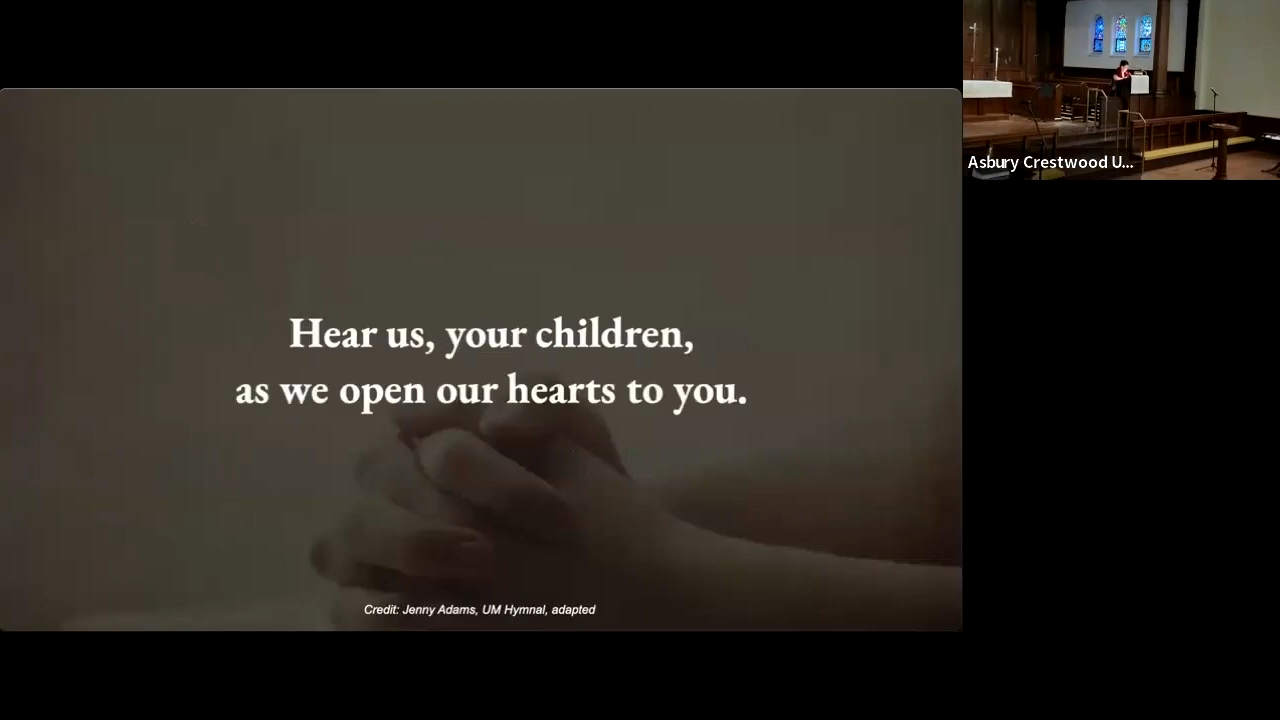 Hear us, your children,
as we open our hearts to you.
Credit: Jenny Adams, UM Hymnal, adapted
Asbury Crestwood U...